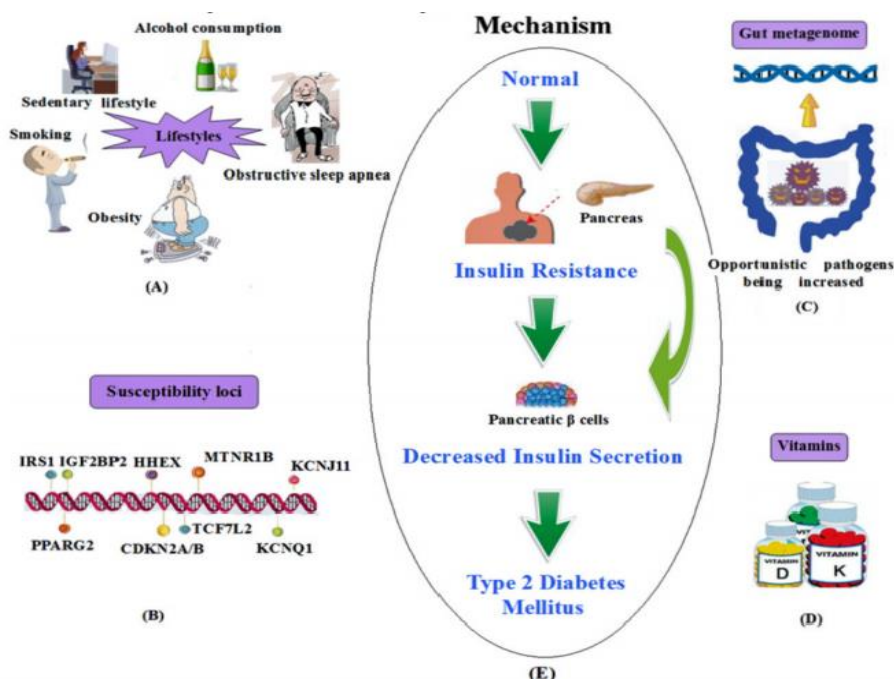 Alcohol consumption
Sedentary lifestyle
Smoking
Lifestyles
Obstructive sleep apnea
Obesity
(A)
Susceptibility loci
IRS1 IGF2BP2 HHEX MTNR1B KCNJ11
PPARG2 CDKN2A/B TCF7L2 KCNQ1
(B)
Mechanism
Normal
Pancreas
Insulin Resistance
Pancreatic β cells
Decreased Insulin Secretion
Type 2 Diabetes
Mellitus
(E)
Gut metagenome
Opportunistic pathogens
being increased
(C)
Vitamins
VITAMIN
D
VITAMIN
K
(D)